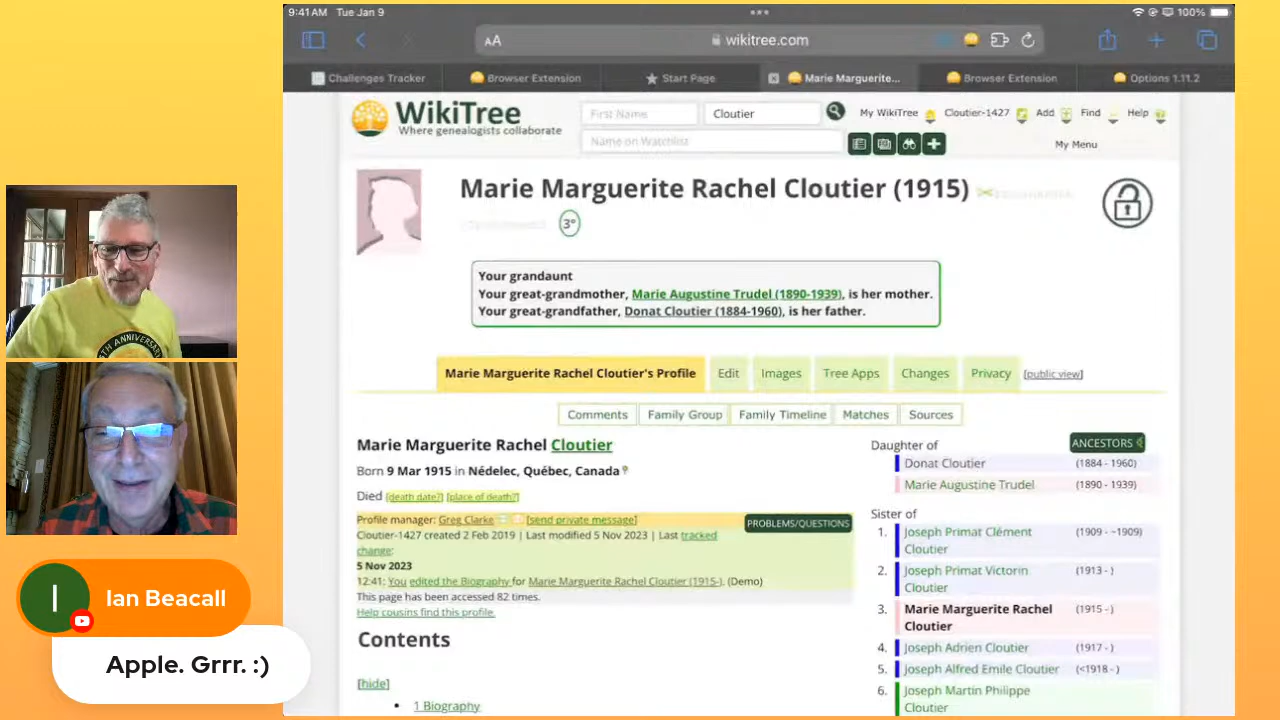 9:41 AM Tue Jan 9
100%
AA
wikitree.com
Challenges Tracker
Browser Extension
Start Page
Marie Marguerite...
Browser Extension
Options 1.11.2
WikiTree
Where genealogists collaborate
First Name
Cloutier
Name on Watchlist
My WikiTree
Cloutier-1427
Add
Find
Help
My Menu
Marie Marguerite Rachel Cloutier (1915)
3°
Your grandaunt
Your great-grandmother, Marie Augustine Trudel (1890-1939), is her mother.
Your great-grandfather, Donat Cloutier (1884-1960), is her father.
Marie Marguerite Rachel Cloutier's Profile
Edit
Images
Tree Apps
Changes
Privacy
[public view]
Comments
Family Group
Family Timeline
Matches
Sources
Marie Marguerite Rachel Cloutier
Born 9 Mar 1915 in Nédelec, Québec, Canada
Died [death date?] [place of death?]
Profile manager: Greg Clarke [send private message]
PROBLEMS/QUESTIONS
Cloutier-1427 created 2 Feb 2019 | Last modified 5 Nov 2023 | Last tracked
change:
5 Nov 2023
12:41: You edited the Biography for Marie Marguerite Rachel Cloutier (1915-). (Demo)
This page has been accessed 82 times.
Help cousins find this profile.
Contents
[hide]
1 Biography
Daughter of
ANCESTORS
Donat Cloutier (1884 - 1960)
Marie Augustine Trudel (1890 - 1939)
Sister of
1. Joseph Primat Clément (1909 - ~1909)
Cloutier
2. Joseph Primat Victorin (1913 - )
Cloutier
3. Marie Marguerite Rachel (1915 - )
Cloutier
4. Joseph Adrien Cloutier (1917 - )
5. Joseph Alfred Emile Cloutier (<1918 - )
6. Joseph Martin Philippe
Cloutier
TH ANNIVERSARY
I
Ian Beacall
Apple. Grrr. :)